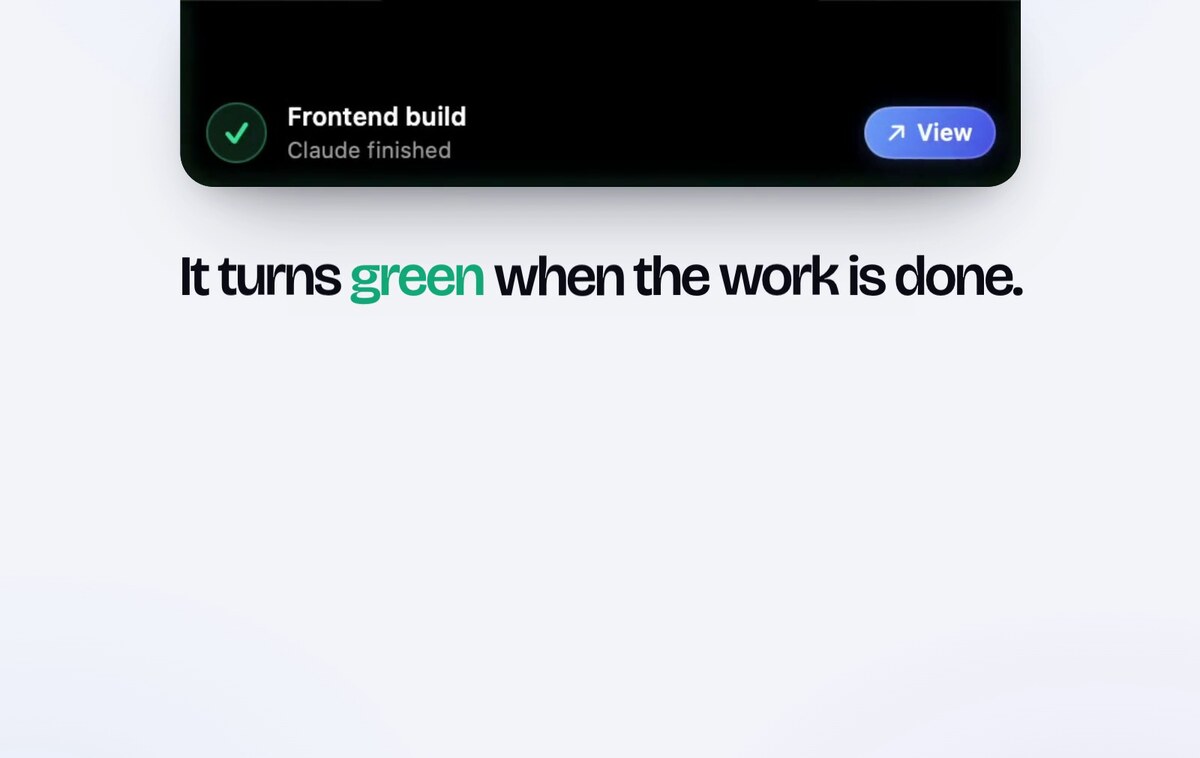 Frontend build
Claude finished
View
It turns green when the work is done.